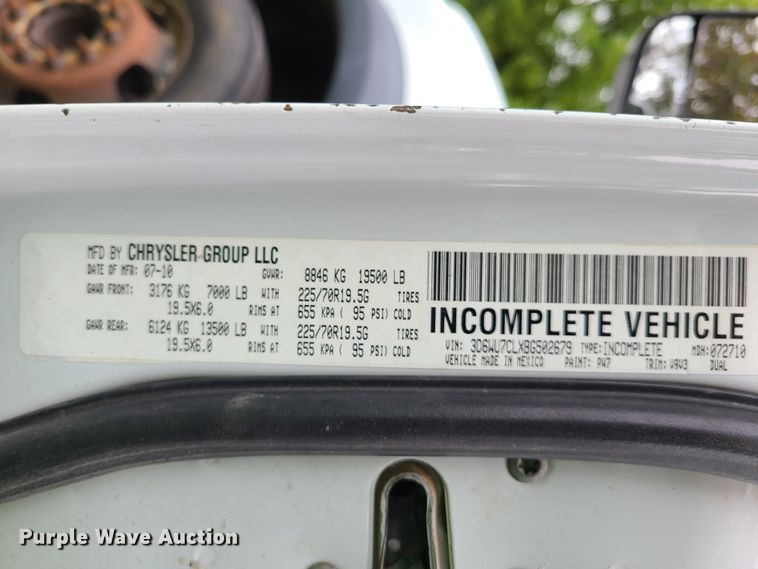 MFD BY CHRYSLER GROUP LLC
DATE OF MFR: 07-10 GVWR: 8846 KG 19500 LB
GAWR FRONT: 3176 KG 7000 LB WITH 225/70R19.5G TIRES
19.5X6.0 RIMS AT 655 KPA ( 95 PSI) COLD
GAWR REAR: 6124 KG 13500 LB WITH 225/70R19.5G TIRES
19.5X6.0 RIMS AT 655 KPA ( 95 PSI) COLD
INCOMPLETE VEHICLE
VIN: 3D6WU7CLXBG502679 TYPE: INCOMPLETE MDH: 072710
VEHICLE MADE IN MEXICO PAINT: PW7 TRIM: V9V3 DUAL
Purple Wave Auction